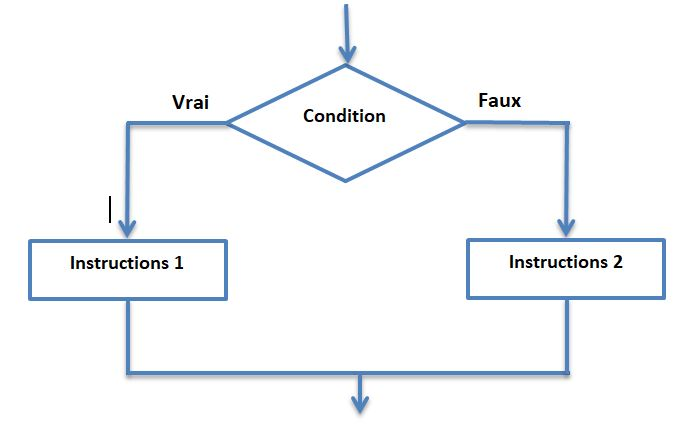 Vrai
Faux
Condition
Instructions 1
Instructions 2